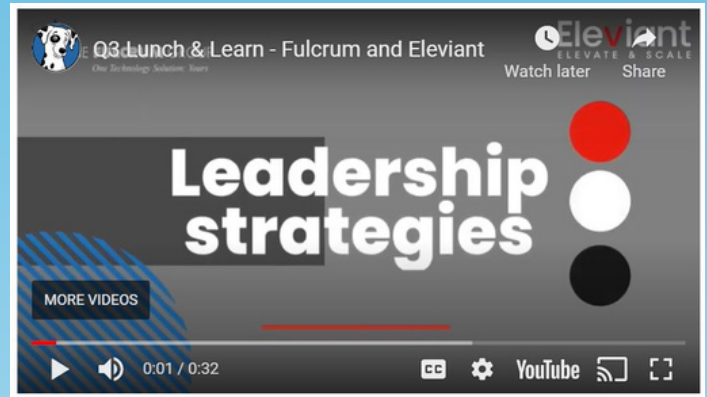 Q3 Lunch & Learn - Fulcrum and Eleviant
One Technology Solution: Yours
Eleviant
ELEVATE & SCALE
Watch later
Share
Leadership
strategies
MORE VIDEOS
0:01 / 0:32
CC
YouTube